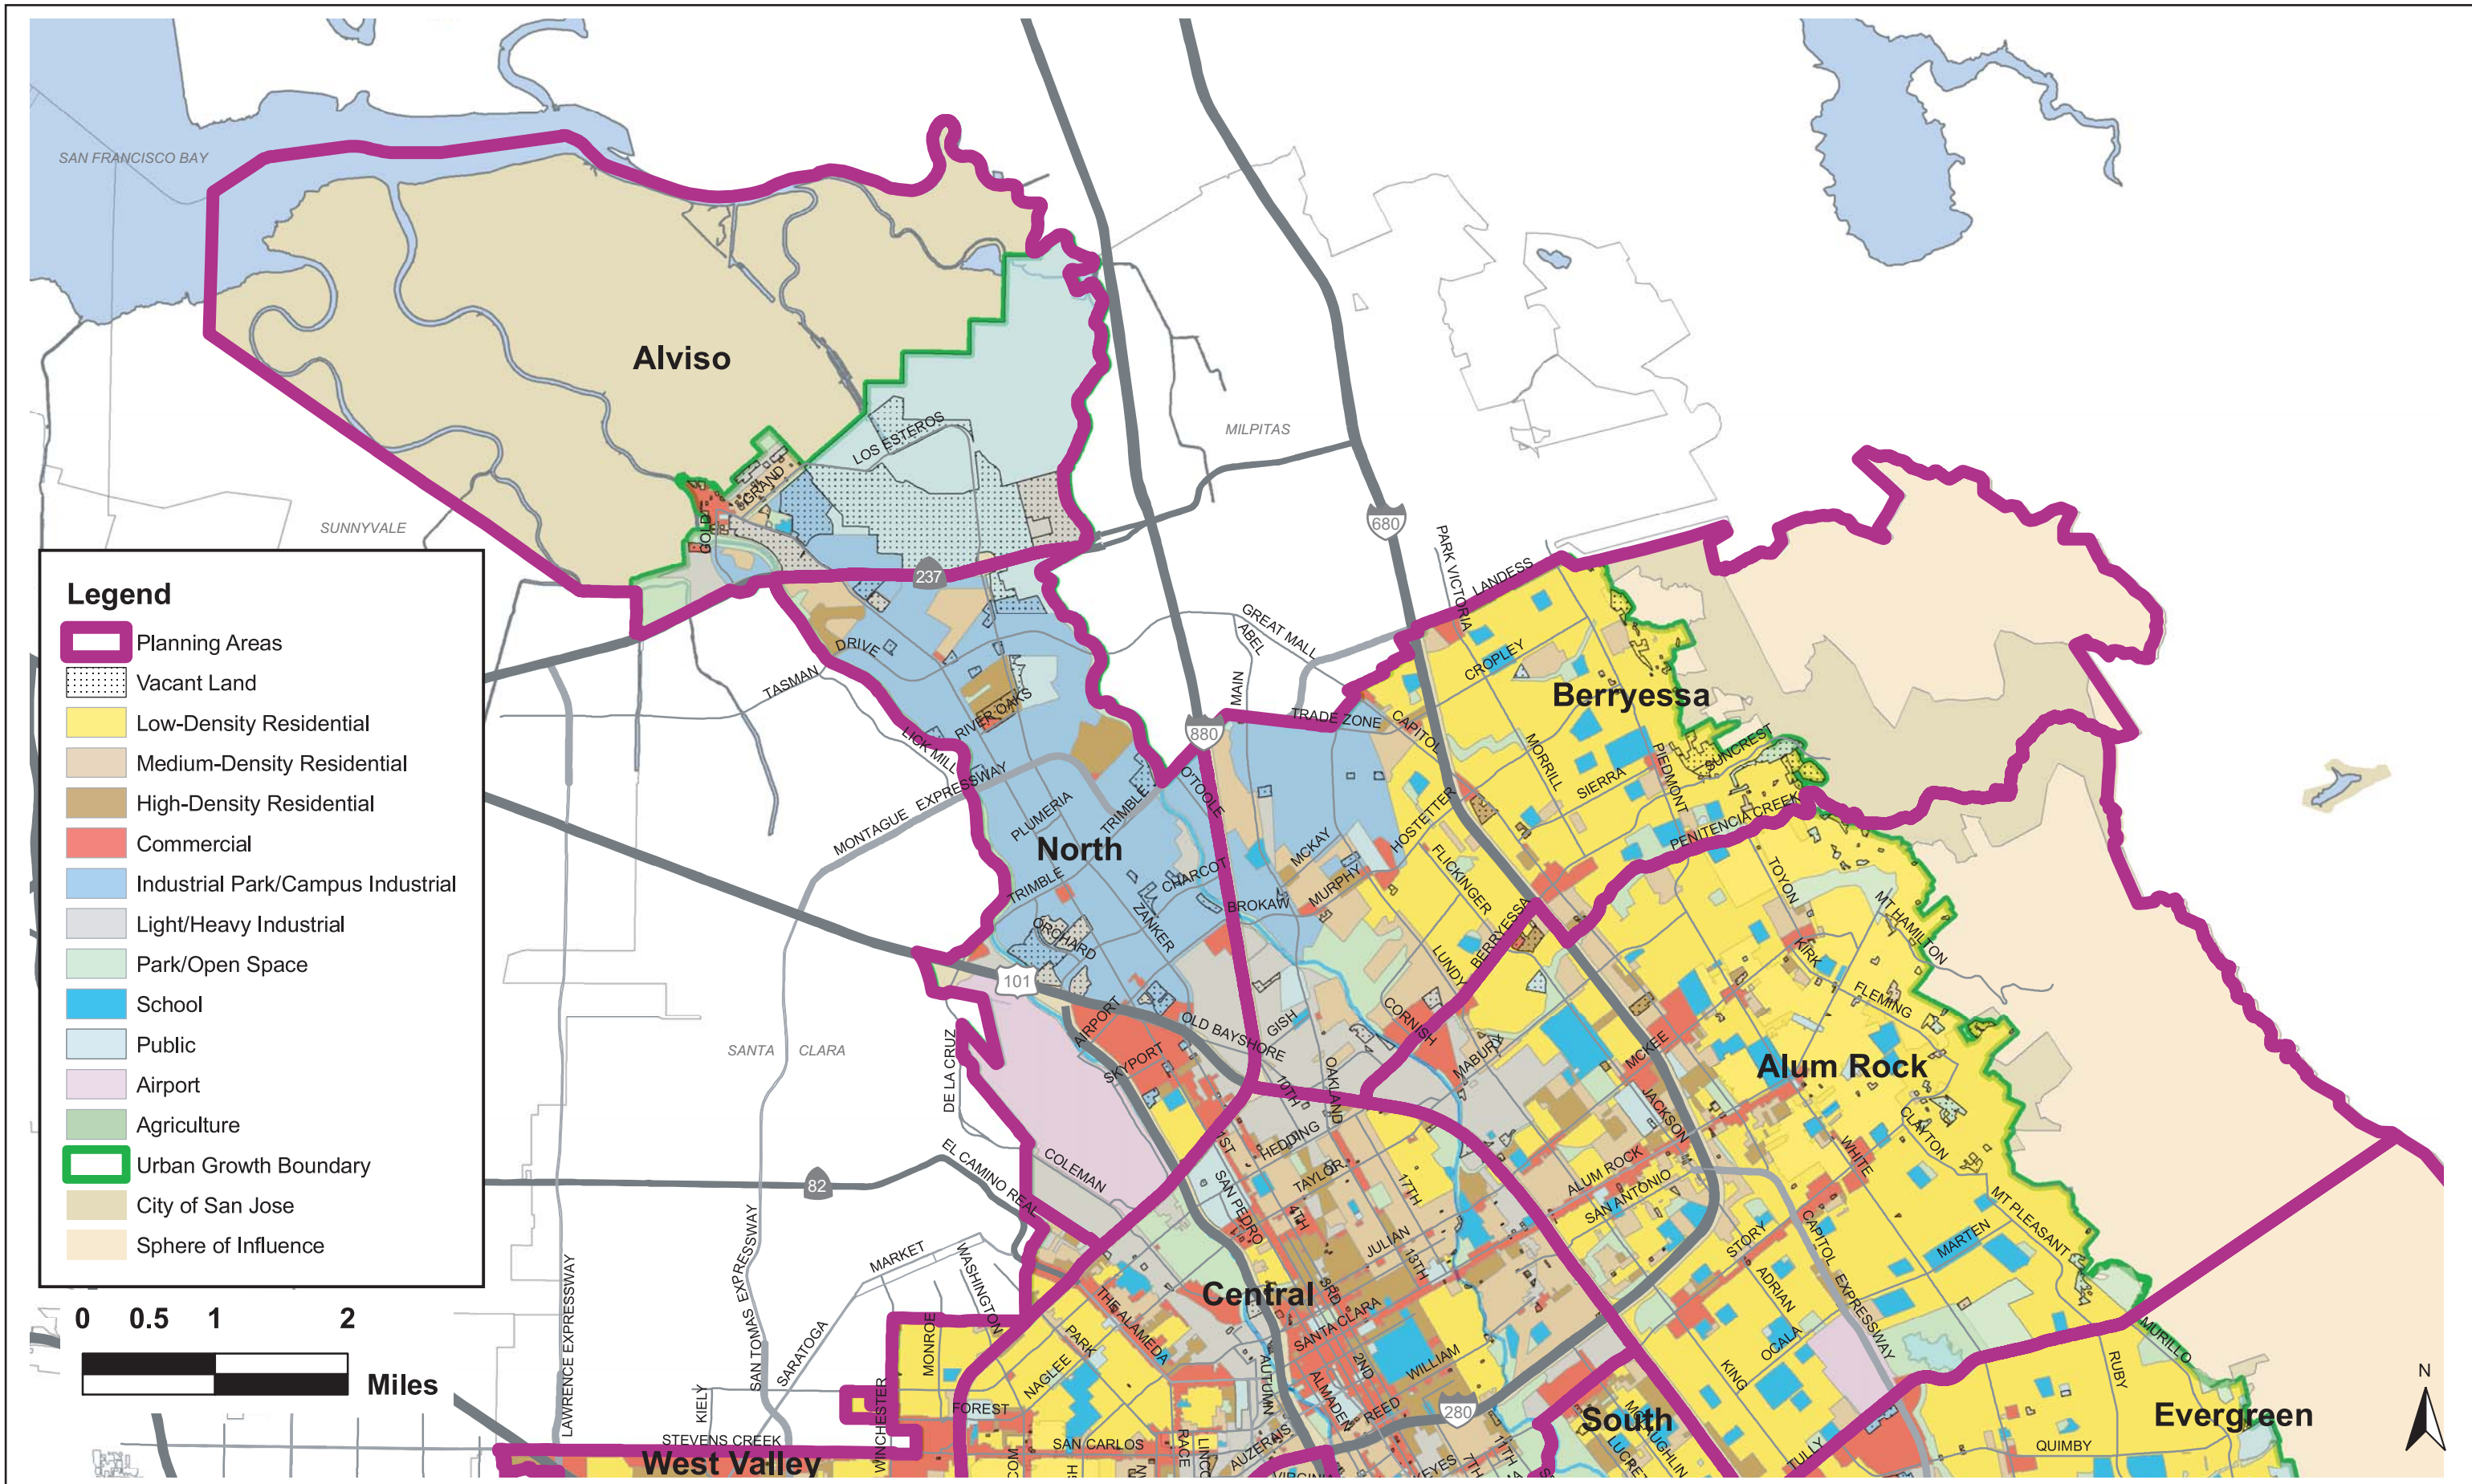 SAN FRANCISCO BAY
Alviso
LOS ESTEROS
GRAND
GOLD
SUNNYVALE
MILPITAS
237
680
PARK VICTORIA
LANDESS
GREAT MALL
ABEL
MAIN
CROPLEY
Berryessa
DRIVE
TASMAN
RIVER OAKS
LICK MILL
880
TRADE ZONE
CAPITOL
MORRILL
SIERRA
PIEDMONT
SUNCREST
PENITENCIA CREEK
MONTAGUE EXPRESSWAY
PLUMERIA
TRIMBLE
O'TOOLE
North
TRIMBLE
CHARCOT
ZANKER
ORCHARD
MCKAY
MURPHY
BROKAW
HOSTETTER
FLICKINGER
LUNDY
BERRYESSA
TOYON
MT HAMILTON
KIRK
FLEMING
101
AIRPORT
SKYPORT
OLD BAYSHORE
GISH
CORNISH
MABURY
MCKEE
Alum Rock
DE LA CRUZ
SANTA CLARA
10TH
OAKLAND
JACKSON
CLAYTON
WHITE
COLEMAN
EL CAMINO REAL
82
1ST
HEDDING
TAYLOR
SAN PEDRO
4TH
17TH
JULIAN
13TH
ALUM ROCK
SAN ANTONIO
STORY
CAPITOL EXPRESSWAY
MT PLEASANT
MARTEN
ADRIAN
OCALA
KING
MURILLO
RUBY
MARKET
WASHINGTON
LAWRENCE EXPRESSWAY
SAN TOMAS EXPRESSWAY
SARATOGA
MONROE
Central
THE ALAMEDA
PARK
NAGLEE
3RD
SANTA CLARA
2ND
WILLIAM
ALMADEN
REED
AUTUMN
280
KIELY
WINCHESTER
FOREST
STEVENS CREEK
SAN CARLOS
RACE
LINCO
AUZERAIS
VIRGINI
KEYES
7TH
11TH
South
MCLAUGHLIN
LUCRE
TULLY
Evergreen
QUIMBY
West Valley
Legend
Planning Areas
Vacant Land
Low-Density Residential
Medium-Density Residential
High-Density Residential
Commercial
Industrial Park/Campus Industrial
Light/Heavy Industrial
Park/Open Space
School
Public
Airport
Agriculture
Urban Growth Boundary
City of San Jose
Sphere of Influence
0 0.5 1 2
Miles
N